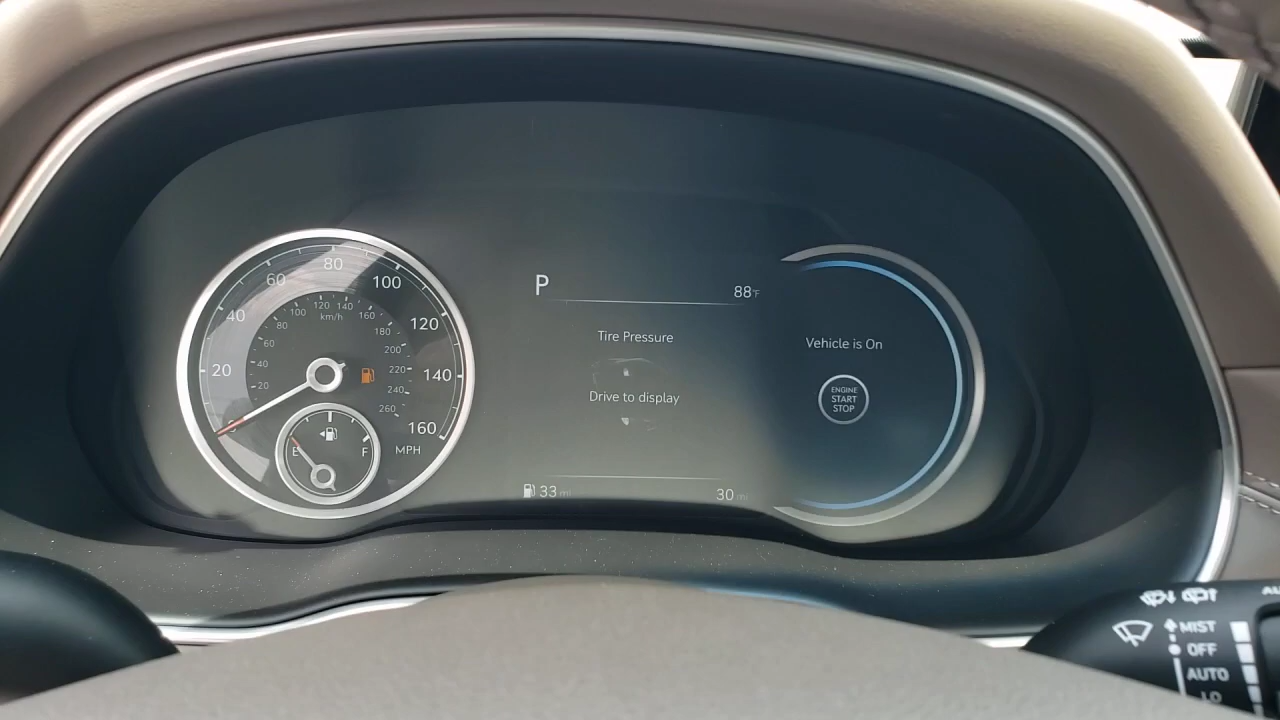 80
60
100
40
120
20
140
0
160
MPH
120
140
100
km/h
160
80
180
60
200
40
220
20
240
260
E
F
P
88°F
Tire Pressure
Drive to display
33 mi
30 mi
Vehicle is On
ENGINE
START
STOP
MIST
OFF
AUTO
LO